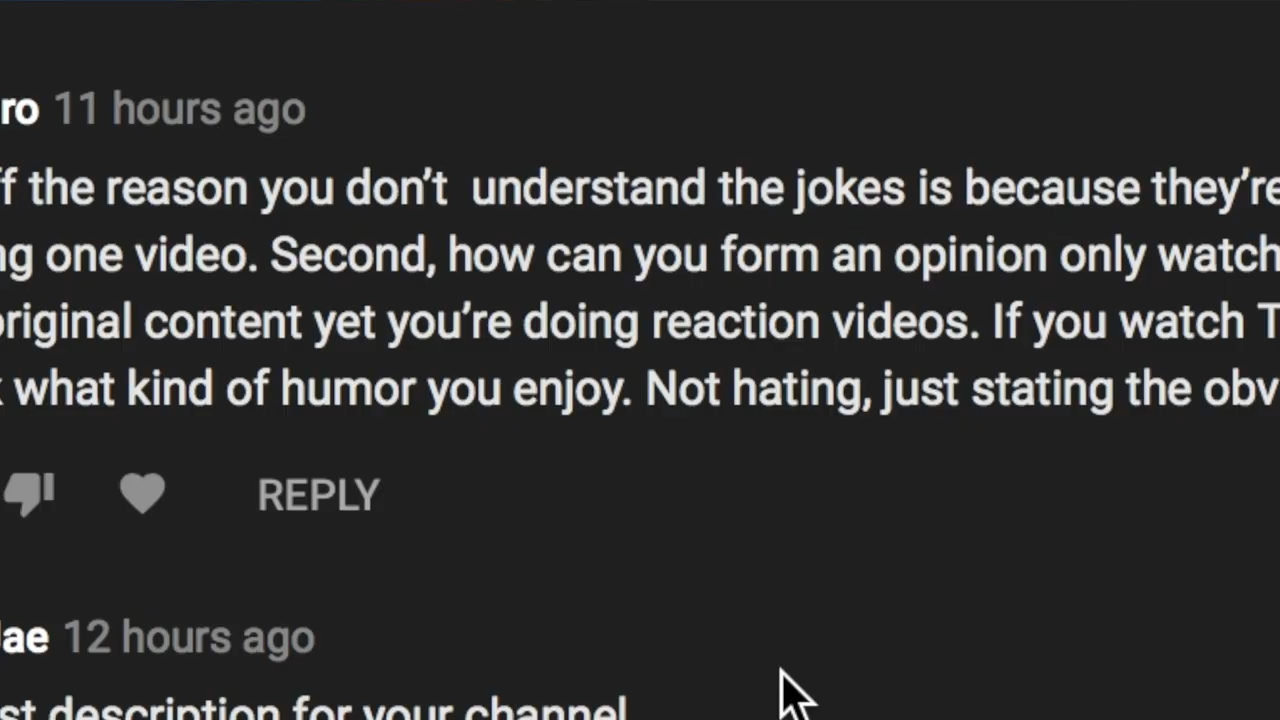 ro 11 hours ago
f the reason you don’t  understand the jokes is because they’re
ng one video. Second, how can you form an opinion only watch
original content yet you’re doing reaction videos. If you watch T
what kind of humor you enjoy. Not hating, just stating the obv
REPLY
Jae 12 hours ago
st description for your channel